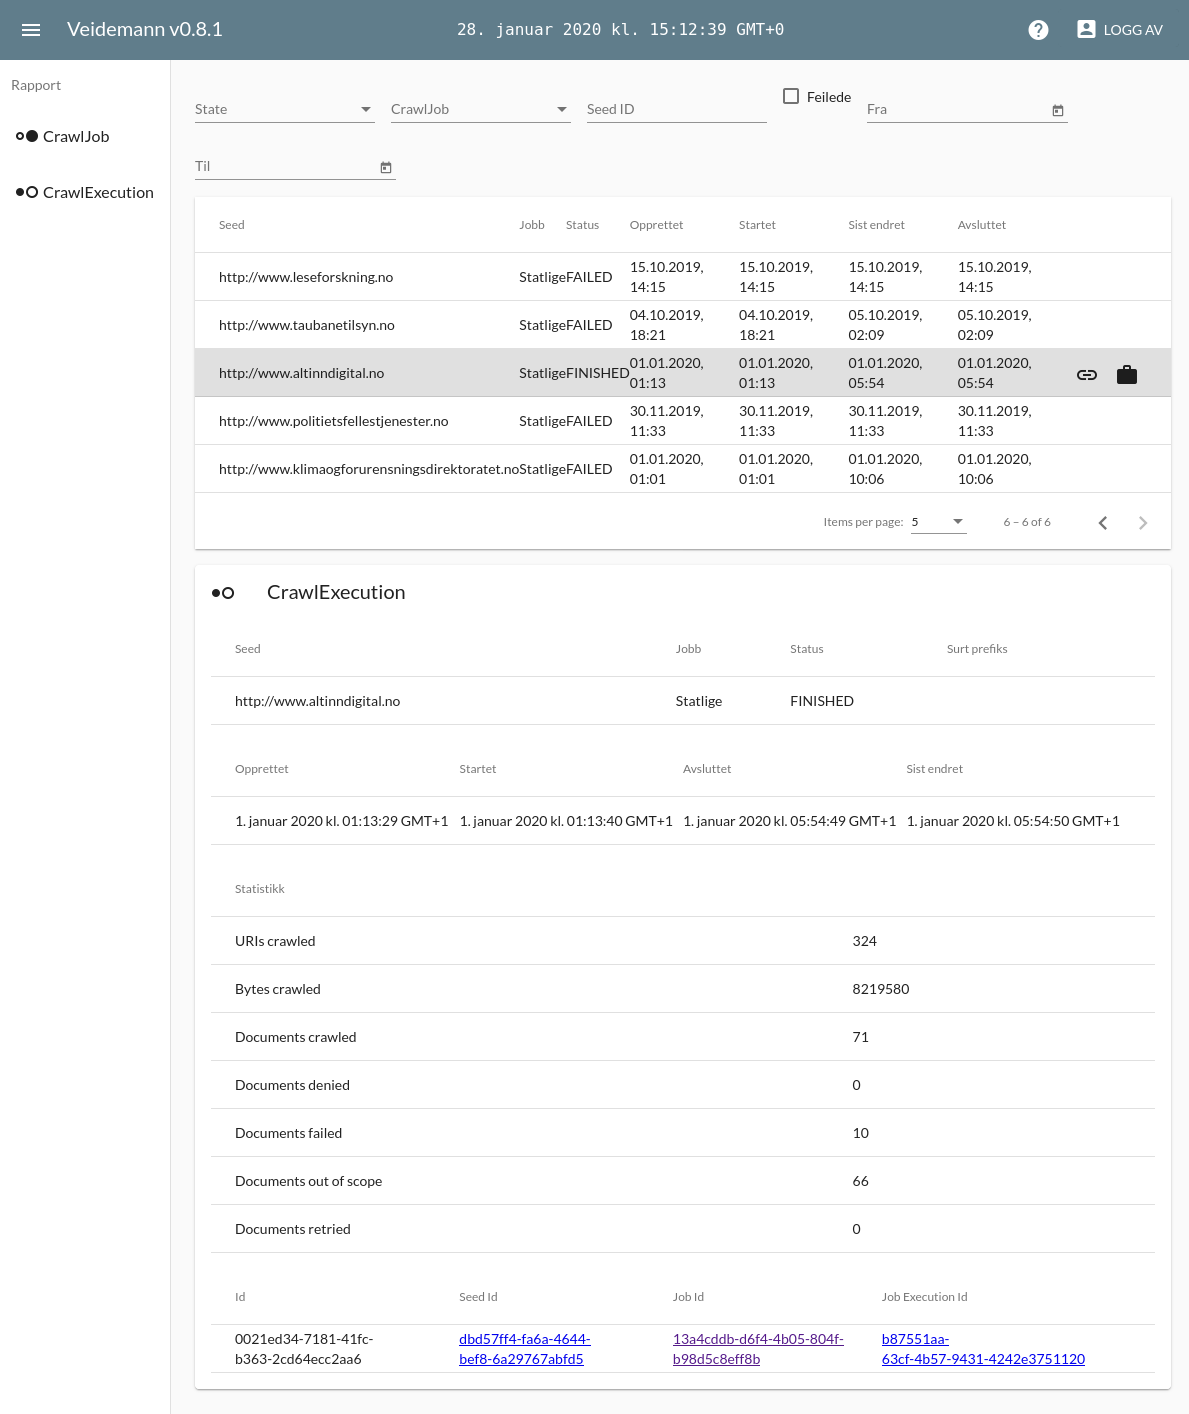 Veidemann v0.8.1
28. januar 2020 kl. 15:12:39 GMT+0
LOGG AV
Rapport
CrawlJob
CrawlExecution
State
CrawlJob
Seed ID
Feilede
Fra
Til
Seed Jobb Status Opprettet Startet Sist endret Avsluttet
http://www.leseforskning.no Statlige FAILED 15.10.2019, 15.10.2019, 15.10.2019, 15.10.2019,
14:15 14:15 14:15 14:15
http://www.taubanetilsyn.no Statlige FAILED 04.10.2019, 04.10.2019, 05.10.2019, 05.10.2019,
18:21 18:21 02:09 02:09
http://www.altinndigital.no Statlige FINISHED 01.01.2020, 01.01.2020, 01.01.2020, 01.01.2020,
01:13 01:13 05:54 05:54
http://www.politietsfellestjenester.no Statlige FAILED 30.11.2019, 30.11.2019, 30.11.2019, 30.11.2019,
11:33 11:33 11:33 11:33
http://www.klimaogforurensningsdirektoratet.no Statlige FAILED 01.01.2020, 01.01.2020, 01.01.2020, 01.01.2020,
01:01 01:01 10:06 10:06
Items per page: 5 6 – 6 of 6
CrawlExecution
Seed Jobb Status Surt prefiks
http://www.altinndigital.no Statlige FINISHED
Opprettet Startet Avsluttet Sist endret
1. januar 2020 kl. 01:13:29 GMT+1 1. januar 2020 kl. 01:13:40 GMT+1 1. januar 2020 kl. 05:54:49 GMT+1 1. januar 2020 kl. 05:54:50 GMT+1
Statistikk
URIs crawled 324
Bytes crawled 8219580
Documents crawled 71
Documents denied 0
Documents failed 10
Documents out of scope 66
Documents retried 0
Id Seed Id Job Id Job Execution Id
0021ed34-7181-41fc- dbd57ff4-fa6a-4644- 13a4cddb-d6f4-4b05-804f- b87551aa-
b363-2cd64ecc2aa6 bef8-6a29767abfd5 b98d5c8eff8b 63cf-4b57-9431-4242e3751120